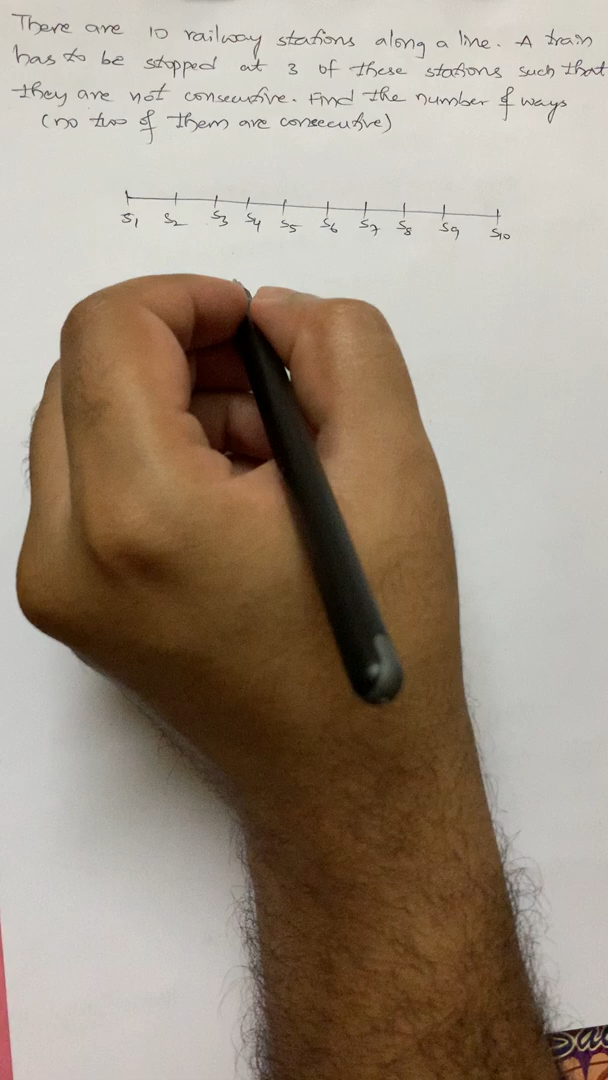 There are 10 railway stations along a line. A train
has to be stopped at 3 of these stations such that
they are not consecutive. Find the number of ways
(no two of them are consecutive)
S1 S2 S3 S4 S5 S6 S7 S8 S9 S10